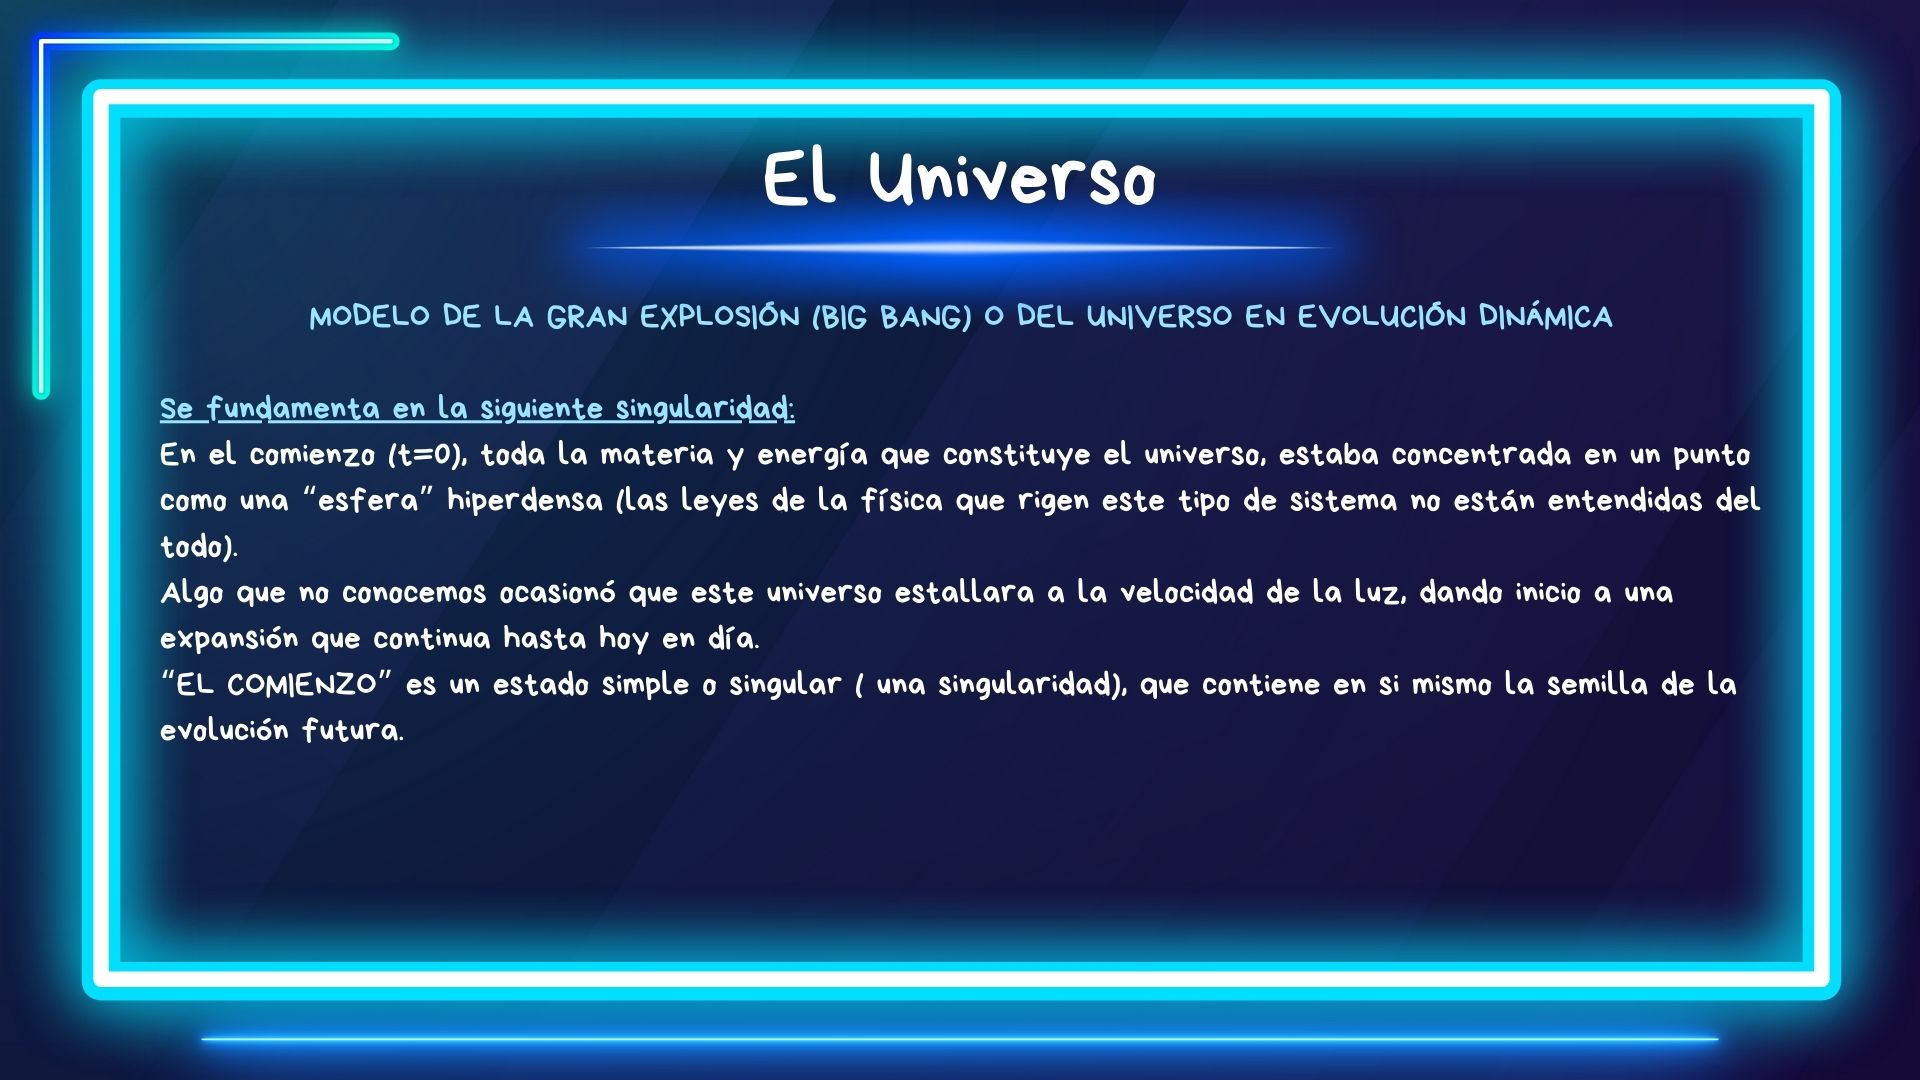 El Universo
MODELO DE LA GRAN EXPLOSIÓN (BIG BANG) O DEL UNIVERSO EN EVOLUCIÓN DINÁMICA
Se fundamenta en la siguiente singularidad:
En el comienzo (t=0), toda la materia y energía que constituye el universo, estaba concentrada en un punto
como una “esfera” hiperdensa (las leyes de la física que rigen este tipo de sistema no están entendidas del
todo).
Algo que no conocemos ocasionó que este universo estallara a la velocidad de la luz, dando inicio a una
expansión que continua hasta hoy en día.
“EL COMIENZO” es un estado simple o singular ( una singularidad), que contiene en si mismo la semilla de la
evolución futura.